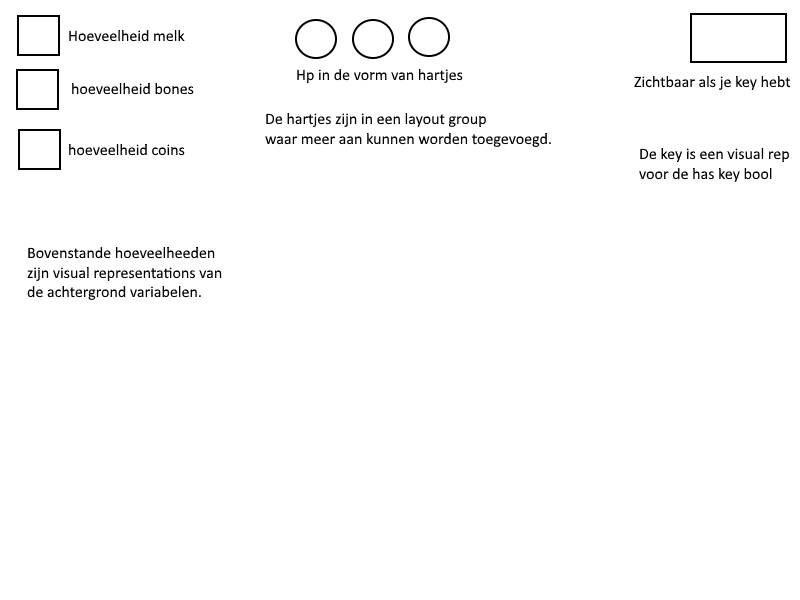 Hoeveelheid melk
hoeveelheid bones
hoeveelheid coins
Bovenstande hoeveelheeden
zijn visual representations van
de achtergrond variabelen.
Hp in de vorm van hartjes
De hartjes zijn in een layout group
waar meer aan kunnen worden toegevoegd.
Zichtbaar als je key hebt
De key is een visual rep
voor de has key bool